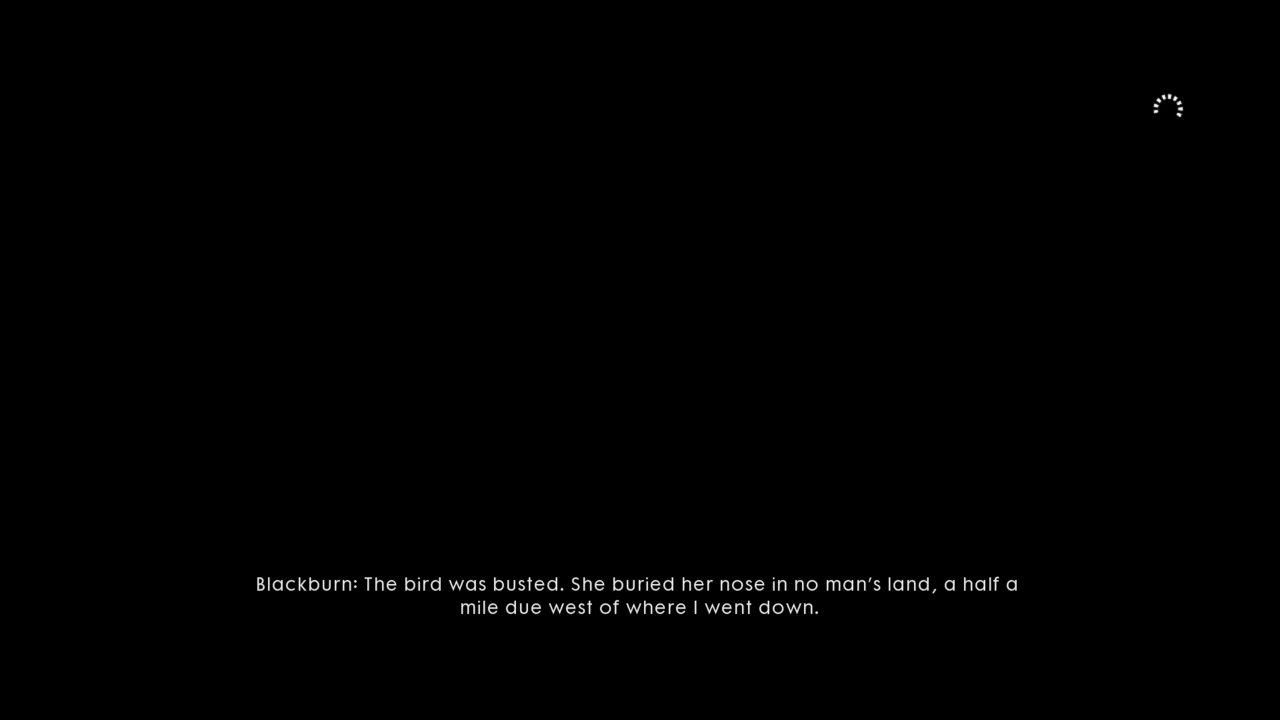 Blackburn: The bird was busted. She buried her nose in no man's land, a half a
mile due west of where I went down.